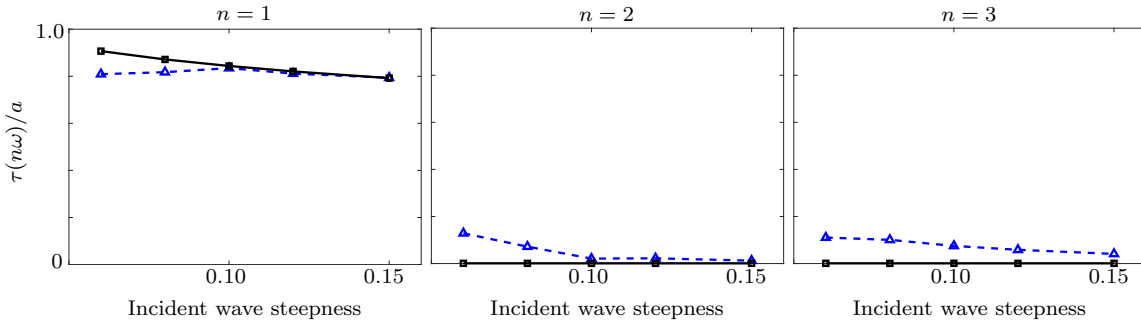 n = 1
n = 2
n = 3
1.0
τ(nω)/a
0
0.10
0.15
0.10
0.15
0.10
0.15
Incident wave steepness
Incident wave steepness
Incident wave steepness